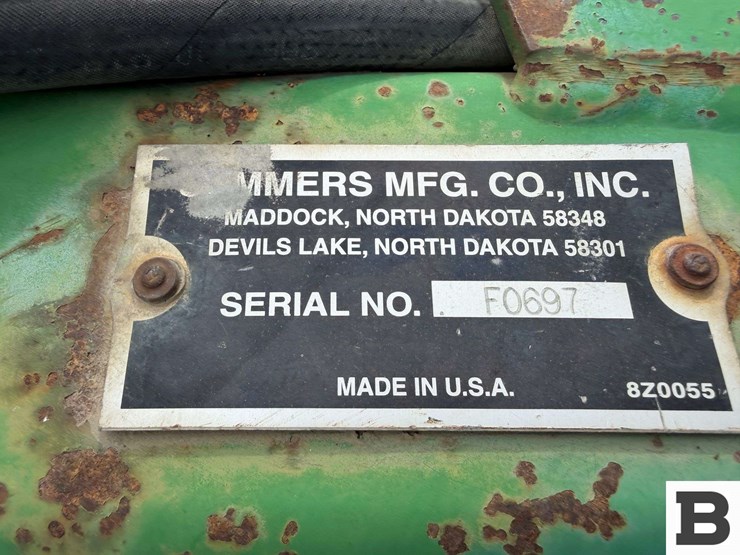 MMERS MFG. CO., INC.
MADDOCK, NORTH DAKOTA 58348
DEVILS LAKE, NORTH DAKOTA 58301
SERIAL NO. F0697
MADE IN U.S.A. 8Z0055
B